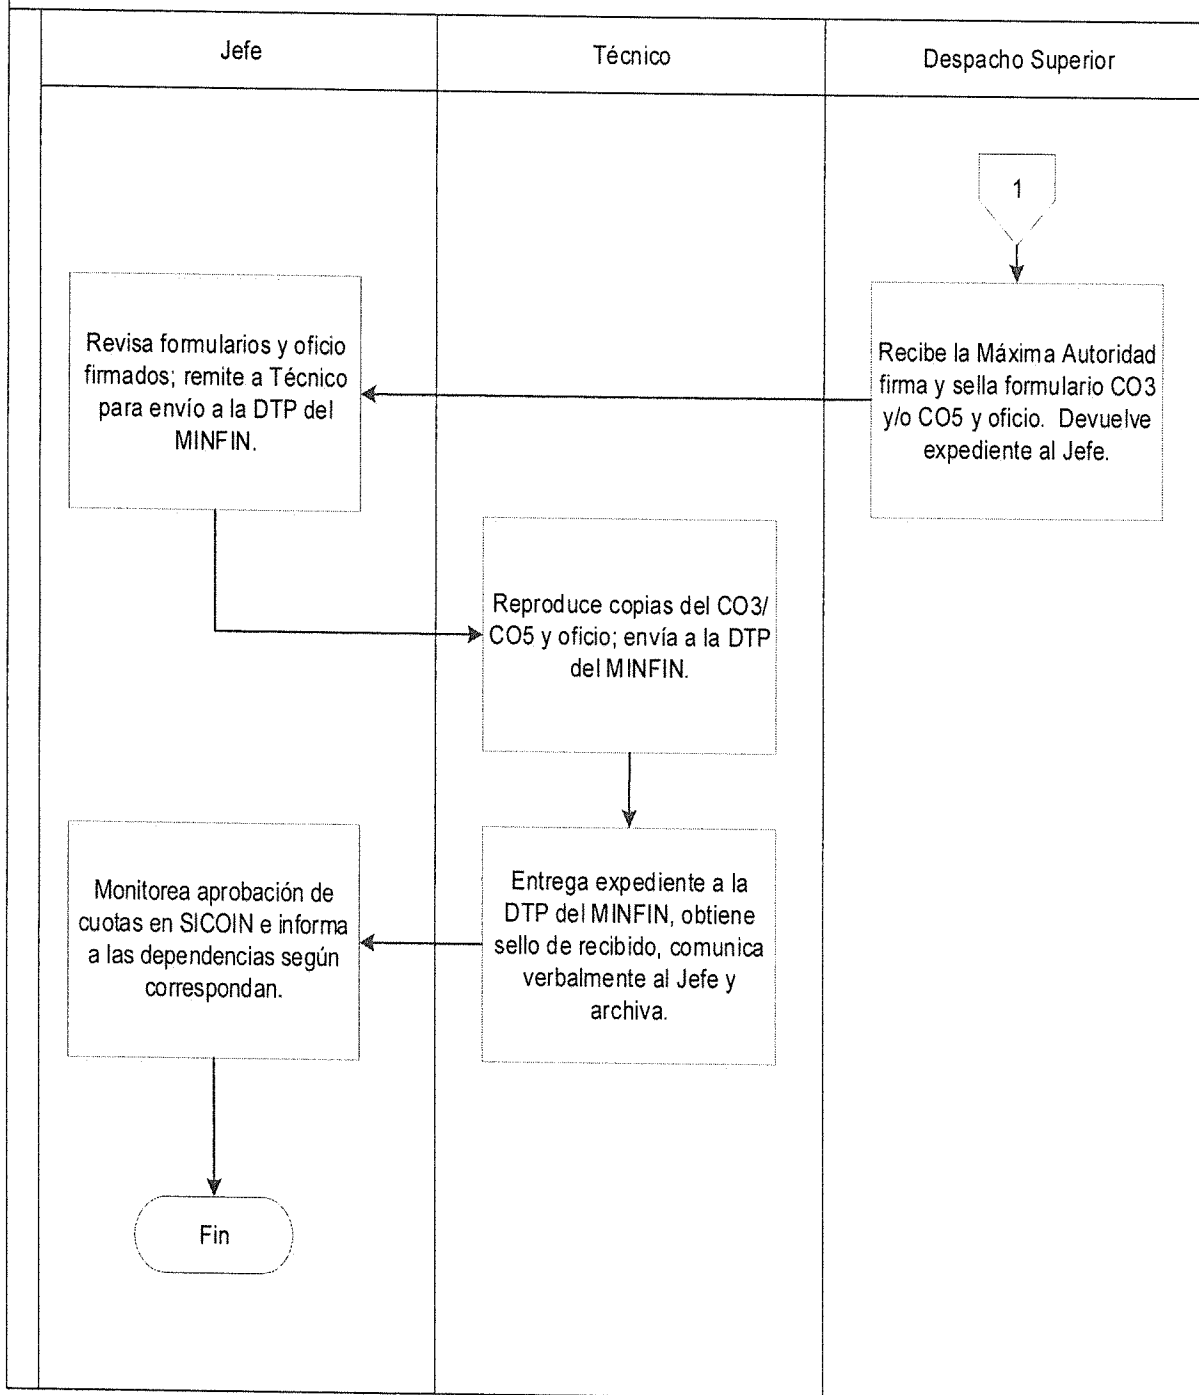 Jefe
Técnico
Despacho Superior
1
Recibe la Máxima Autoridad
firma y sella formulario CO3
y/o CO5 y oficio. Devuelve
expediente al Jefe.
Revisa formularios y oficio
firmados; remite a Técnico
para envío a la DTP del
MINFIN.
Reproduce copias del CO3/
CO5 y oficio; envía a la DTP
del MINFIN.
Entrega expediente a la
DTP del MINFIN, obtiene
sello de recibido, comunica
verbalmente al Jefe y
archiva.
Monitorea aprobación de
cuotas en SICOIN e informa
a las dependencias según
correspondan.
Fin